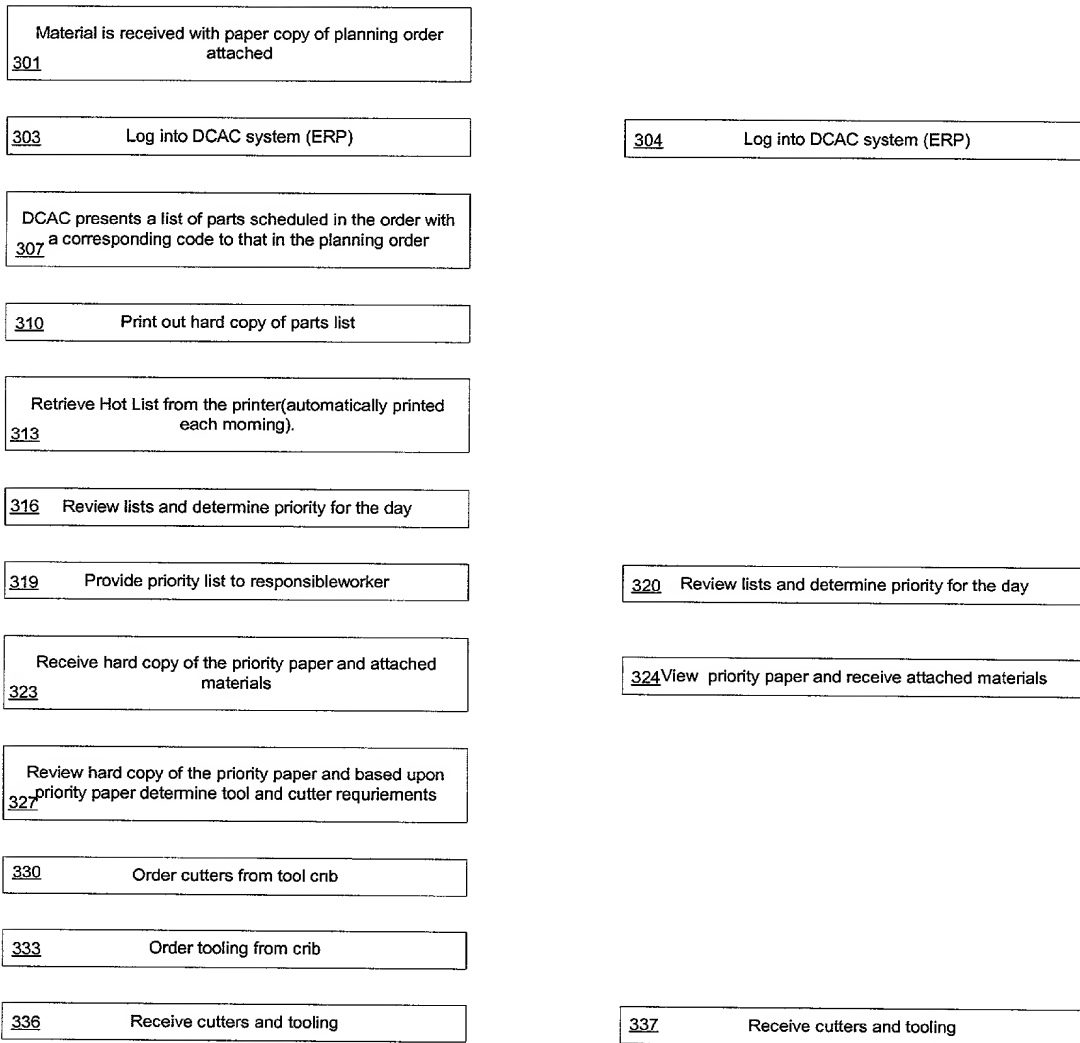 Material is received with paper copy of planning order
attached
301
303 Log into DCAC system (ERP)
304 Log into DCAC system (ERP)
DCAC presents a list of parts scheduled in the order with
307 a corresponding code to that in the planning order
310 Print out hard copy of parts list
Retrieve Hot List from the printer(automatically printed
each morning).
313
316 Review lists and determine priority for the day
319 Provide priority list to responsibleworker
320 Review lists and determine priority for the day
Receive hard copy of the priority paper and attached
materials
323
324 View priority paper and receive attached materials
Review hard copy of the priority paper and based upon
327 priority paper determine tool and cutter requriements
330 Order cutters from tool crib
333 Order tooling from crib
336 Receive cutters and tooling
337 Receive cutters and tooling